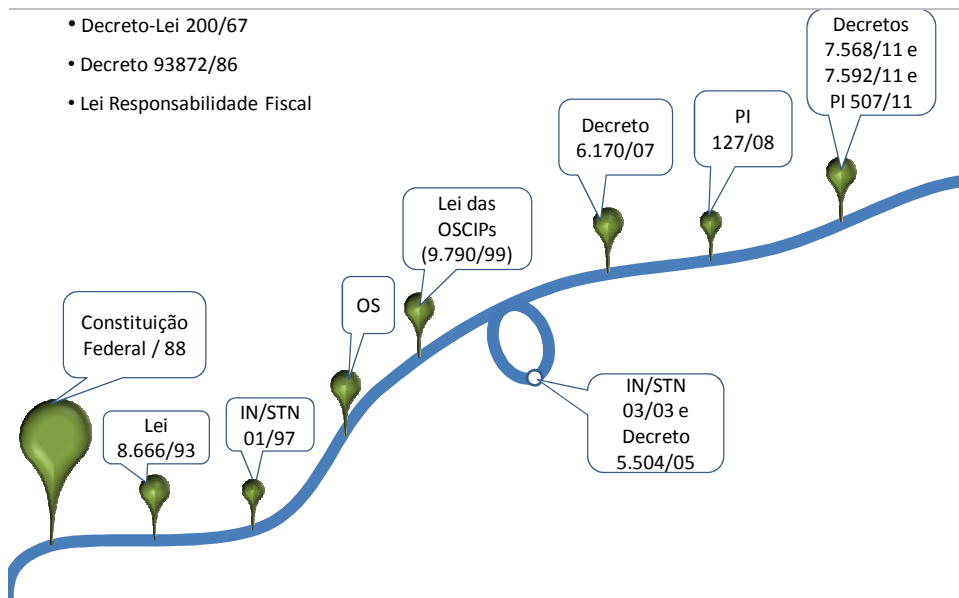 • Decreto-Lei 200/67
• Decreto 93872/86
• Lei Responsabilidade Fiscal
Constituição
Federal / 88
Lei
8.666/93
IN/STN
01/97
OS
Lei das
OSCIPs
(9.790/99)
IN/STN
03/03 e
Decreto
5.504/05
Decreto
6.170/07
PI
127/08
Decretos
7.568/11 e
7.592/11 e
PI 507/11